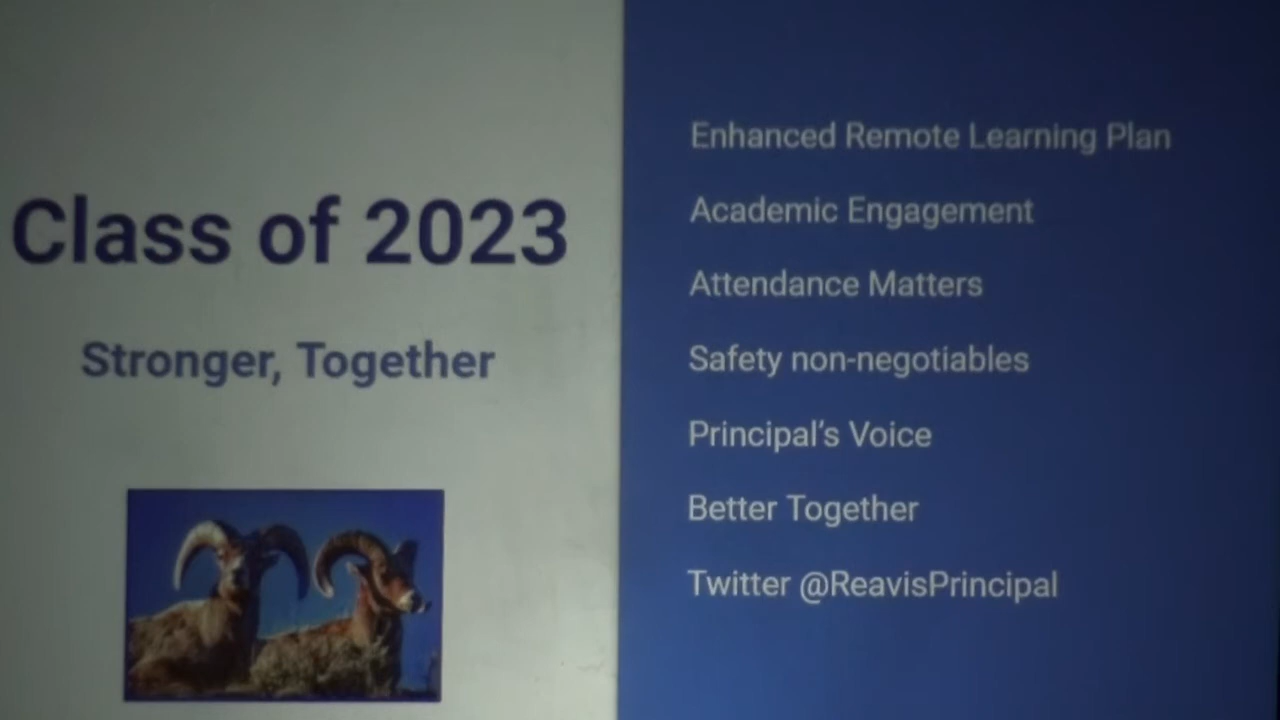 Class of 2023
Stronger, Together
Enhanced Remote Learning Plan
Academic Engagement
Attendance Matters
Safety non-negotiables
Principal's Voice
Better Together
Twitter @ReavisPrincipal